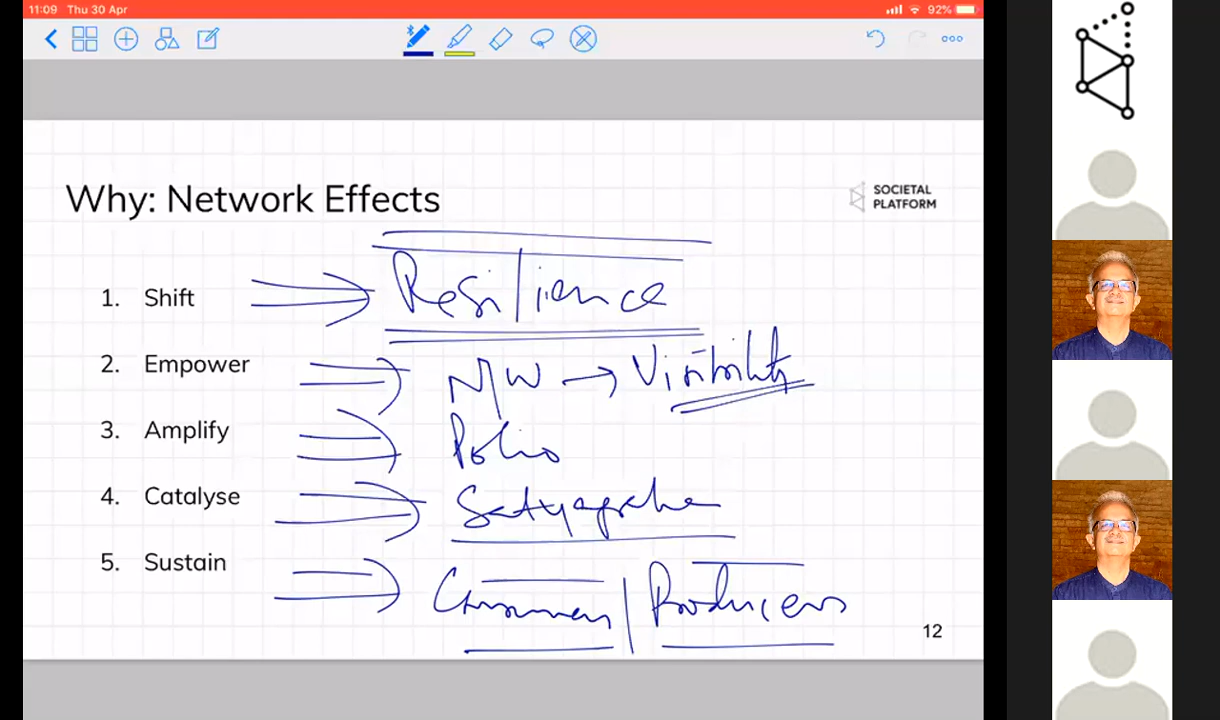 11:09 Thu 30 Apr
92%
Why: Network Effects
SOCIETAL
PLATFORM
1. Shift
Resilience
2. Empower
N/W → Visibility
3. Amplify
Polio
4. Catalyse
Satyagraha
5. Sustain
Consumers / Producers
12